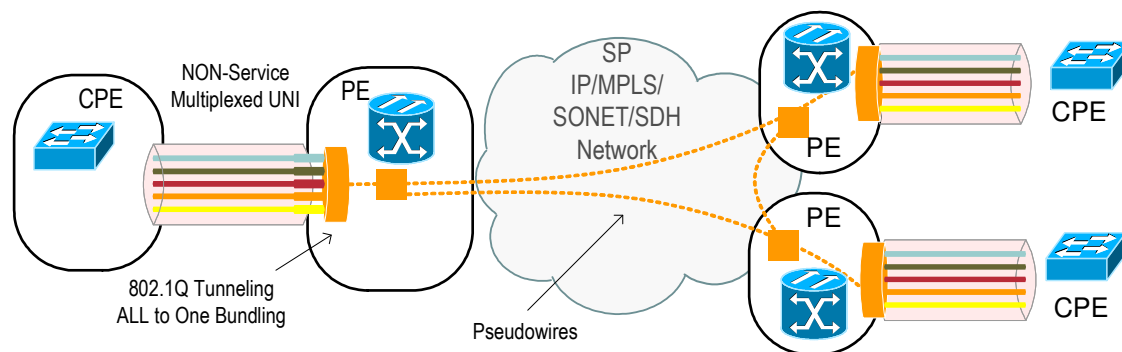 NON-Service
Multiplexed UNI
CPE
PE
SP
IP/MPLS/
SONET/SDH
Network
PE
CPE
PE
CPE
802.1Q Tunneling
ALL to One Bundling
Pseudowires